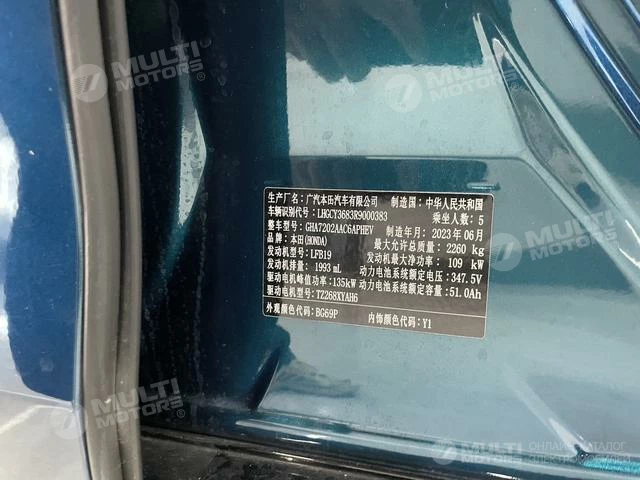 MULTI
MOTORS®
MULTI
MOTORS®
生产厂名：广汽本田汽车有限公司 制造国：中华人民共和国
车辆识别代号：LHGCY3683R9000383 乘坐人数：5
整车型号：GHA7202AAC6APHEV 制造年月：2023年06月
品牌：本田(HONDA) 最大允许总质量：2260 kg
发动机型号：LFB19 发动机最大净功率：109 kW
发动机排量：1993 mL 动力电池系统额定电压：347.5V
驱动电机峰值功率：135kW 动力电池系统额定容量：51.0Ah
驱动电机型号：TZ268XYAH6
外观颜色代码：BG69P 内饰颜色代码：Y1
MULTI
MOTORS®
MULTI
MOTORS
ОНЛАЙН-КАТАЛОГ
ЭЛЕКТРОМОБИЛЕЙ